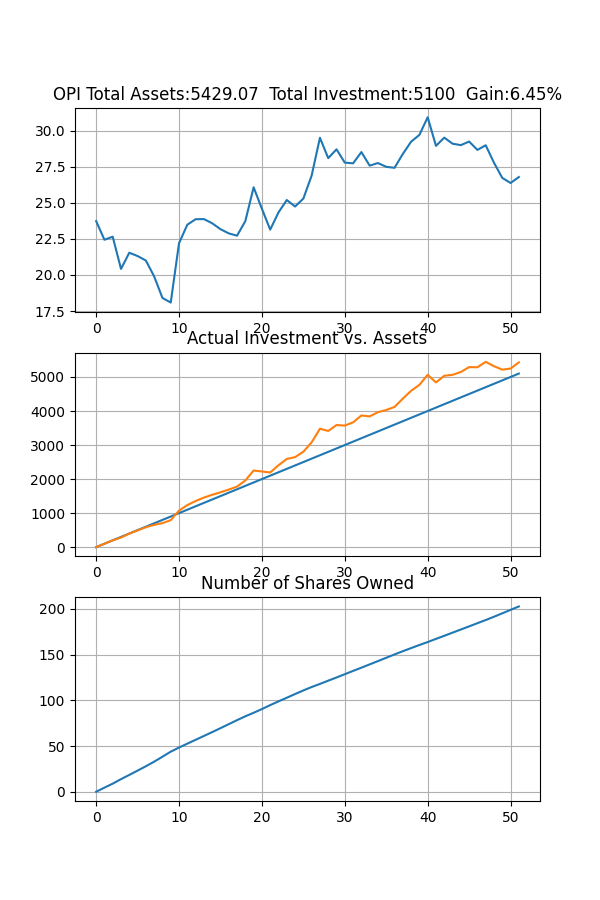 OPI Total Assets:5429.07  Total Investment:5100  Gain:6.45%
30.0
27.5
25.0
22.5
20.0
17.5
0 10 20 30 40 50
Actual Investment vs. Assets
5000
4000
3000
2000
1000
0
0 10 20 30 40 50
Number of Shares Owned
200
150
100
50
0
0 10 20 30 40 50